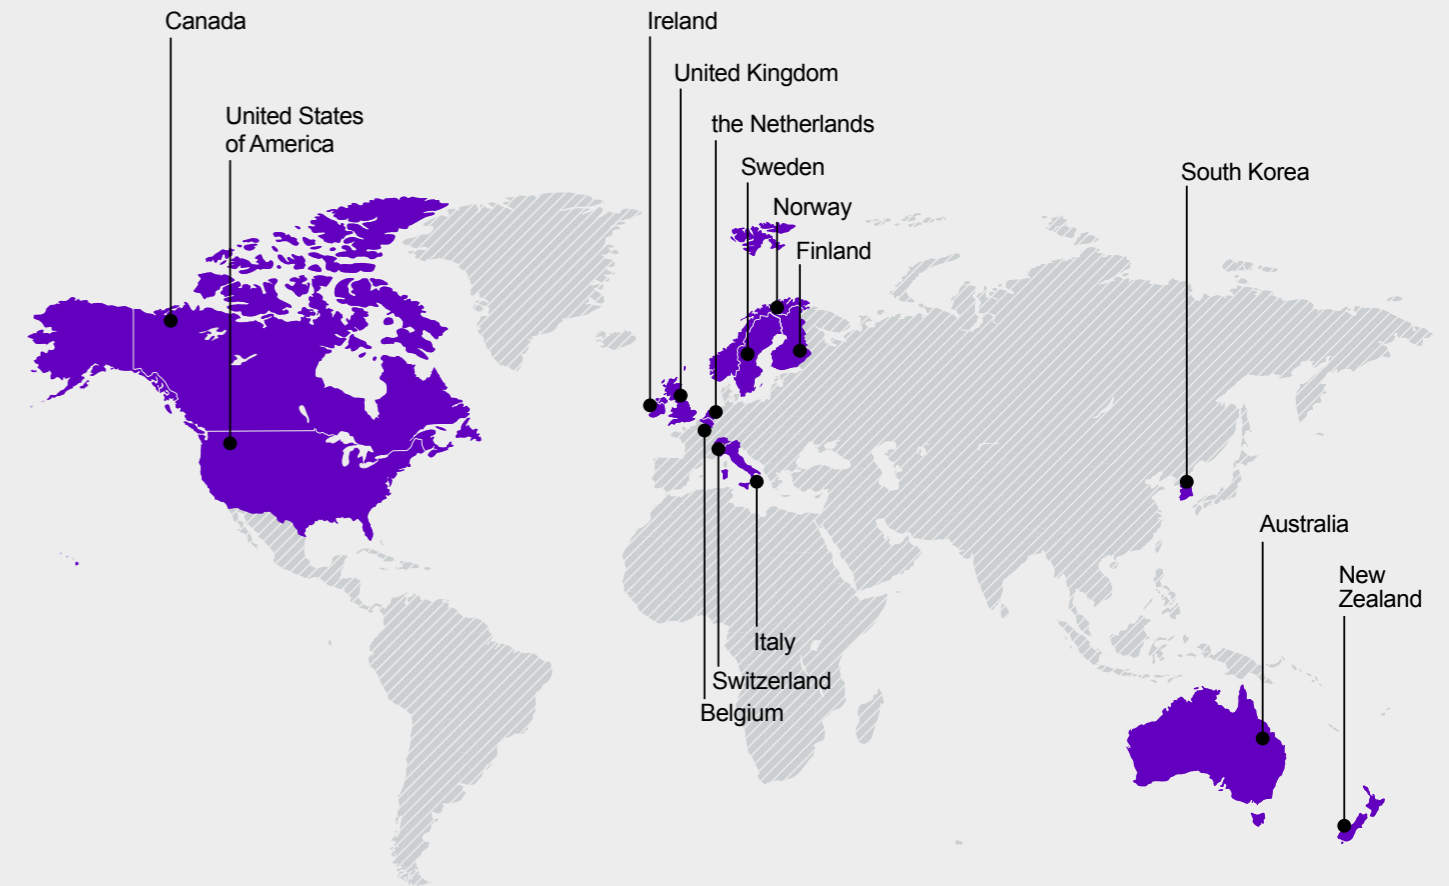 Canada
Ireland
United Kingdom
United States
of America
the Netherlands
Sweden
South Korea
Norway
Finland
Australia
New
Zealand
Italy
Switzerland
Belgium